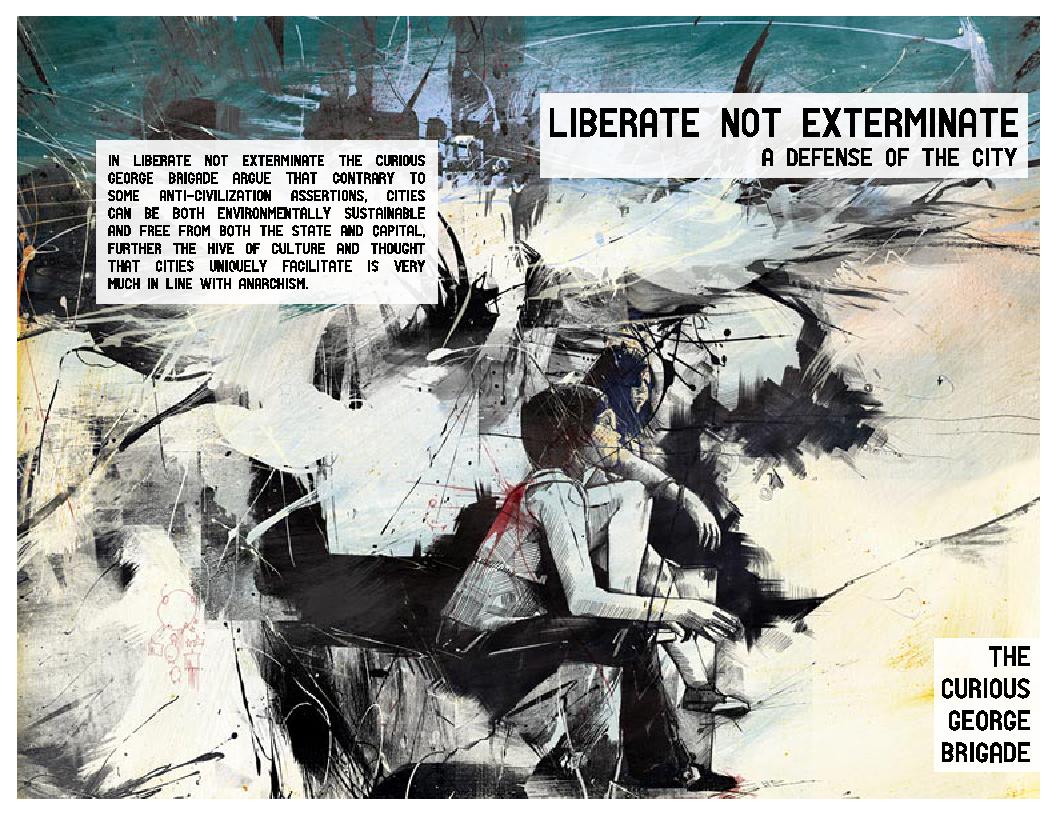 LIBERATE NOT EXTERMINATE
A DEFENSE OF THE CITY
IN LIBERATE NOT EXTERMINATE THE CURIOUS
GEORGE BRIGADE ARGUE THAT CONTRARY TO
SOME ANTI-CIVILIZATION ASSERTIONS, CITIES
CAN BE BOTH ENVIRONMENTALLY SUSTAINABLE
AND FREE FROM BOTH THE STATE AND CAPITAL,
FURTHER THE HIVE OF CULTURE AND THOUGHT
THAT CITIES UNIQUELY FACILITATE IS VERY
MUCH IN LINE WITH ANARCHISM.
THE
CURIOUS
GEORGE
BRIGADE